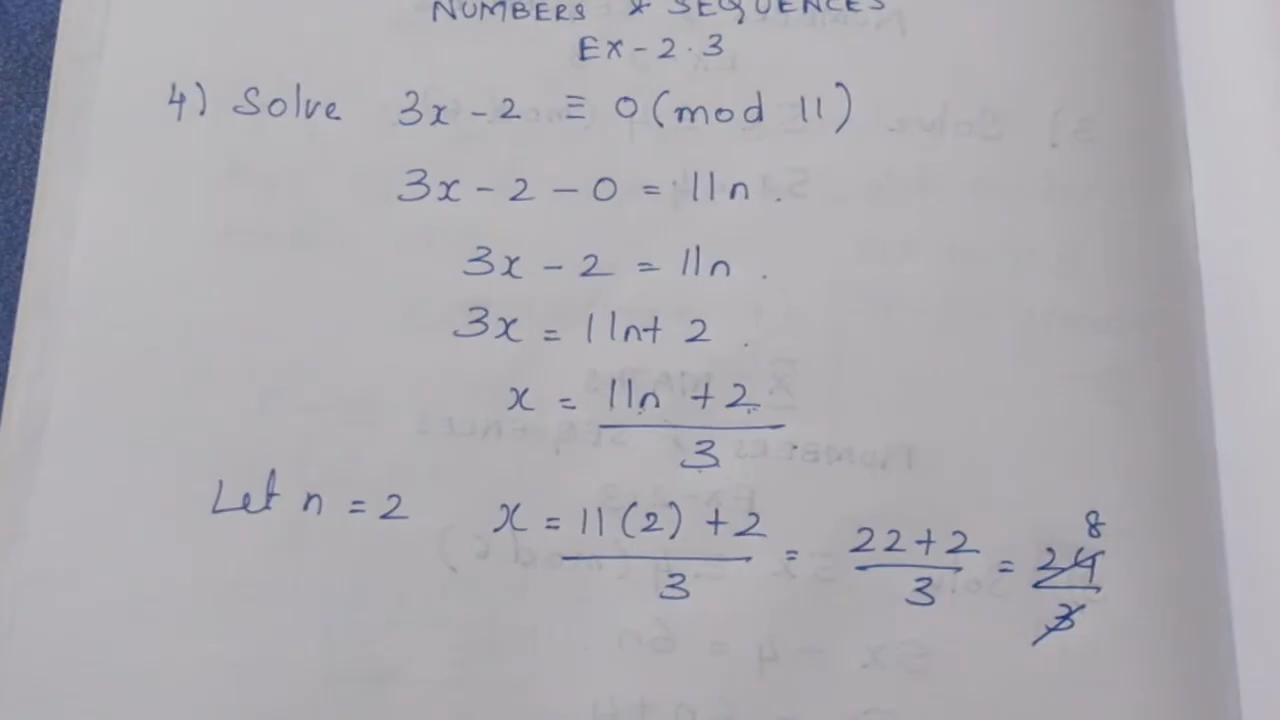 NUMBERS & SEQUENCES
EX-2.3
4) Solve 3x - 2 ≡ 0 (mod 11)
3x - 2 - 0 = 11n.
3x - 2 = 11n.
3x = 11n + 2.
x = 11n + 2 / 3
Let n = 2 x = 11(2) + 2 / 3 = 22 + 2 / 3 = 24 / 3 8